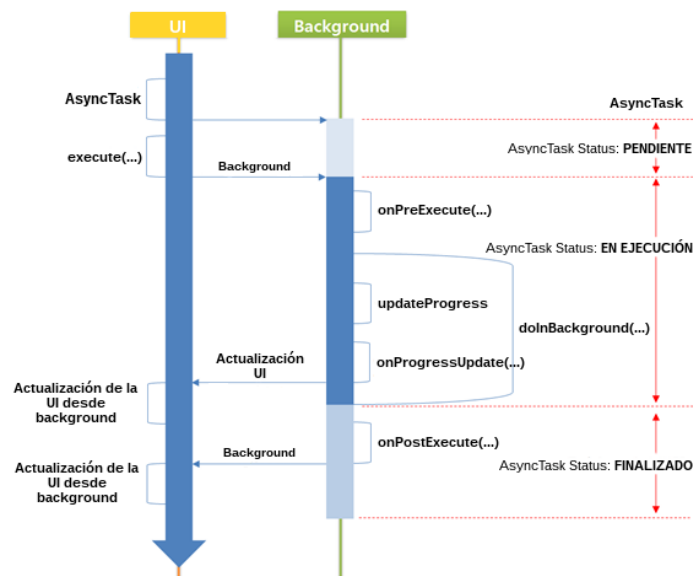 UI
Background
AsyncTask
AsyncTask
AsyncTask Status: PENDIENTE
execute(...)
Background
onPreExecute(...)
AsyncTask Status: EN EJECUCIÓN
updateProgress
doInBackground(...)
Actualización
UI
onProgressUpdate(...)
Actualización de la
UI desde
background
onPostExecute(...)
Background
AsyncTask Status: FINALIZADO
Actualización de la
UI desde
background